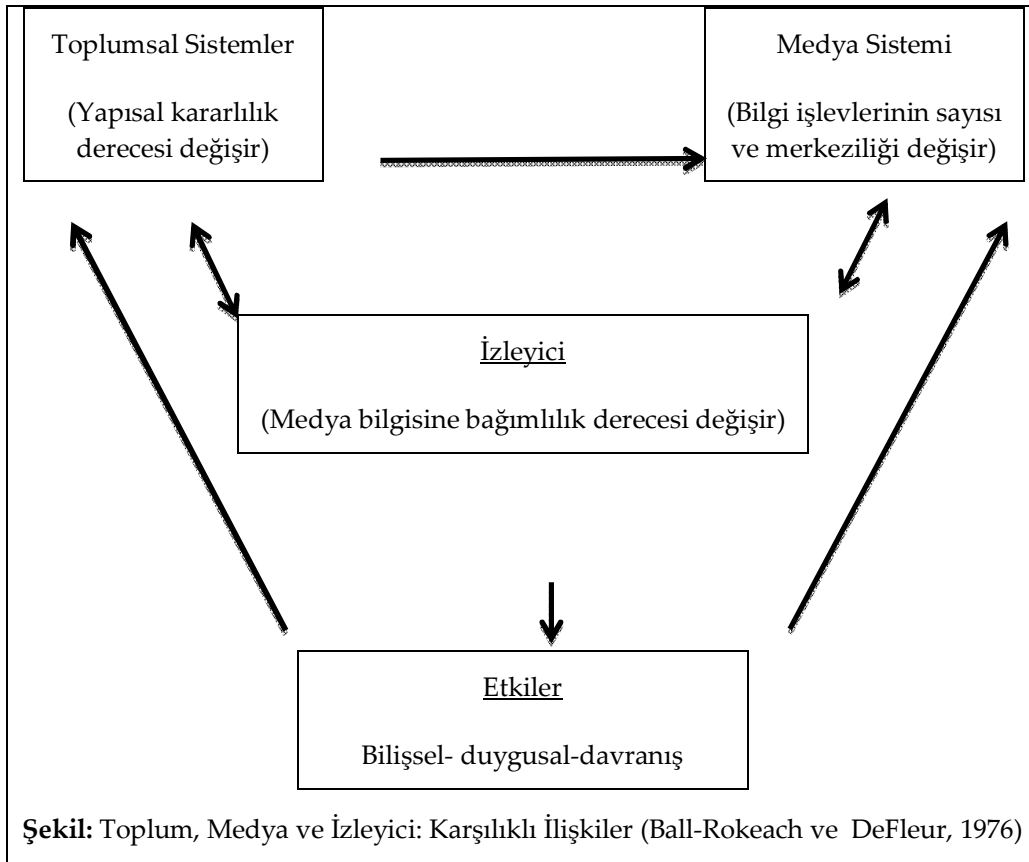 Toplumsal Sistemler
(Yapısal kararlılık
derecesi değişir)
Medya Sistemi
(Bilgi işlevlerinin sayısı
ve merkeziliği değişir)
İzleyici
(Medya bilgisine bağımlılık derecesi değişir)
Etkiler
Bilişsel- duygusal-davranış
Şekil: Toplum, Medya ve İzleyici: Karşılıklı İlişkiler (Ball-Rokeach ve DeFleur, 1976)